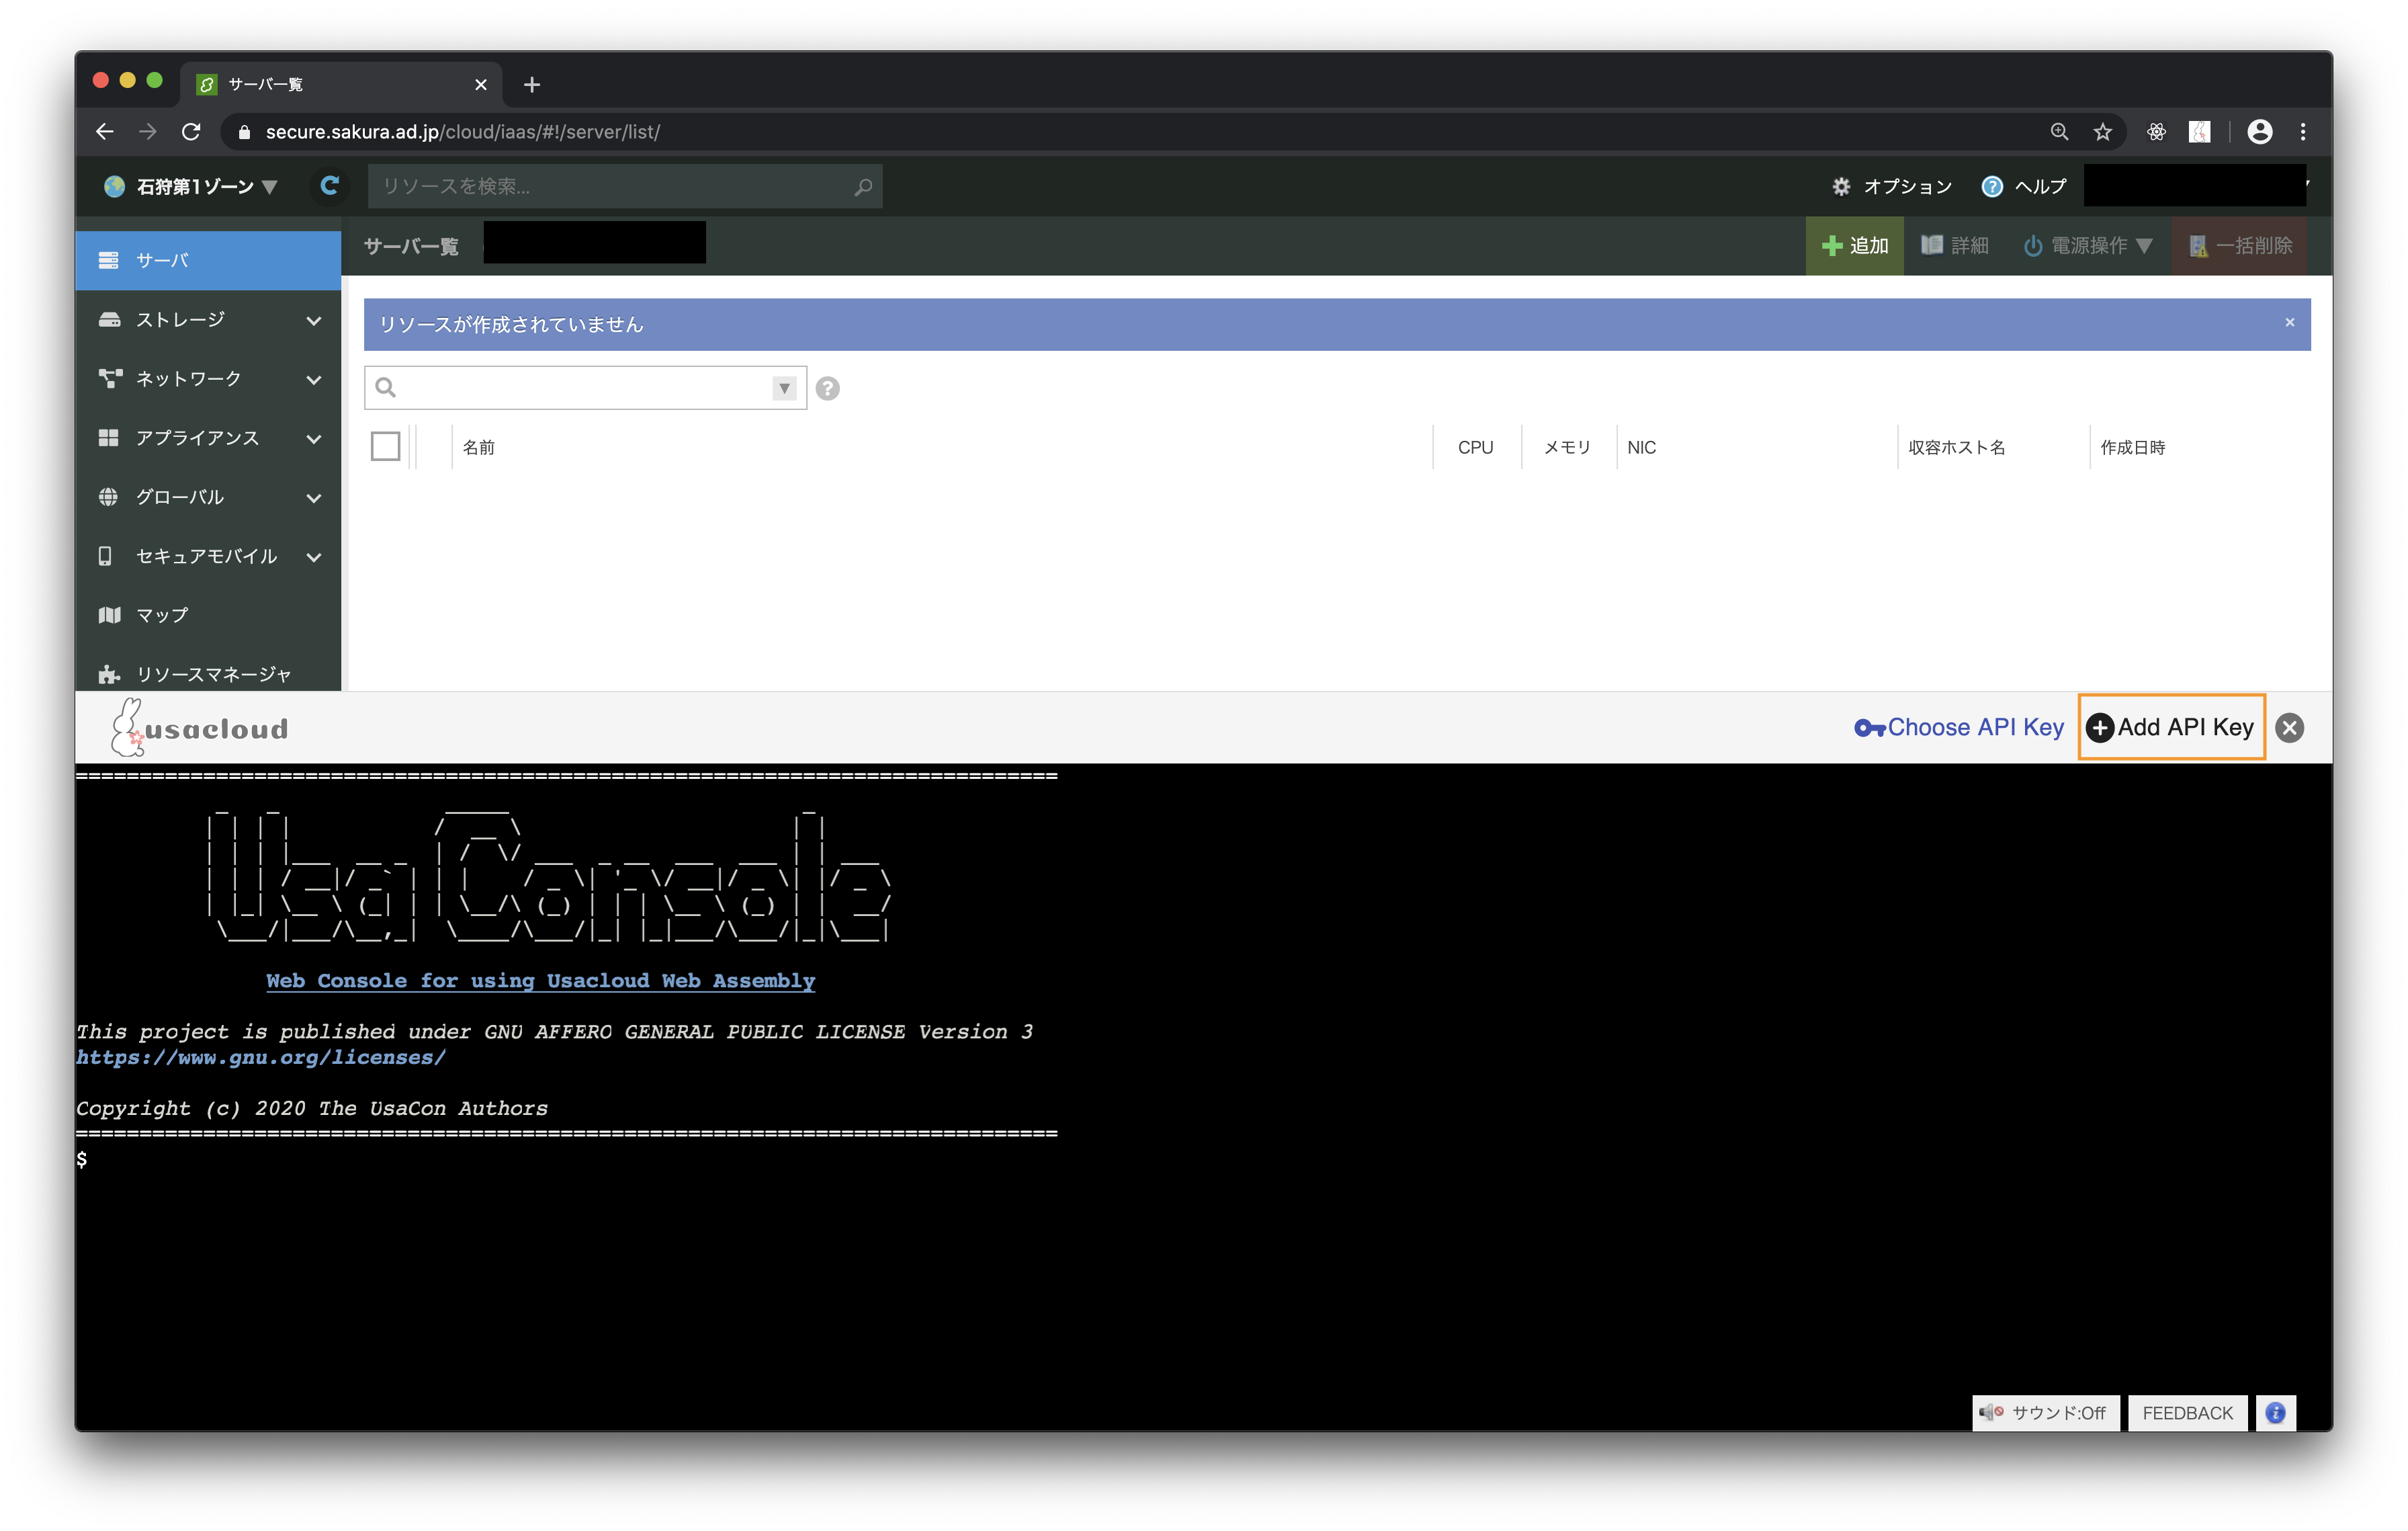 サーバ一覧
secure.sakura.ad.jp/cloud/iaas/#!/server/list/
石狩第1ゾーン ▼
リソースを検索...
オプション
ヘルプ
サーバ一覧
追加
詳細
電源操作 ▼
一括削除
サーバ
ストレージ
ネットワーク
アプライアンス
グローバル
セキュアモバイル
マップ
リソースマネージャ
リソースが作成されていません
名前
CPU
メモリ
NIC
収容ホスト名
作成日時
usacloud
Choose API Key
Add API Key
UsaConsole
Web Console for using Usacloud Web Assembly
This project is published under GNU AFFERO GENERAL PUBLIC LICENSE Version 3
https://www.gnu.org/licenses/
Copyright (c) 2020 The UsaCon Authors
$
サウンド:Off
FEEDBACK